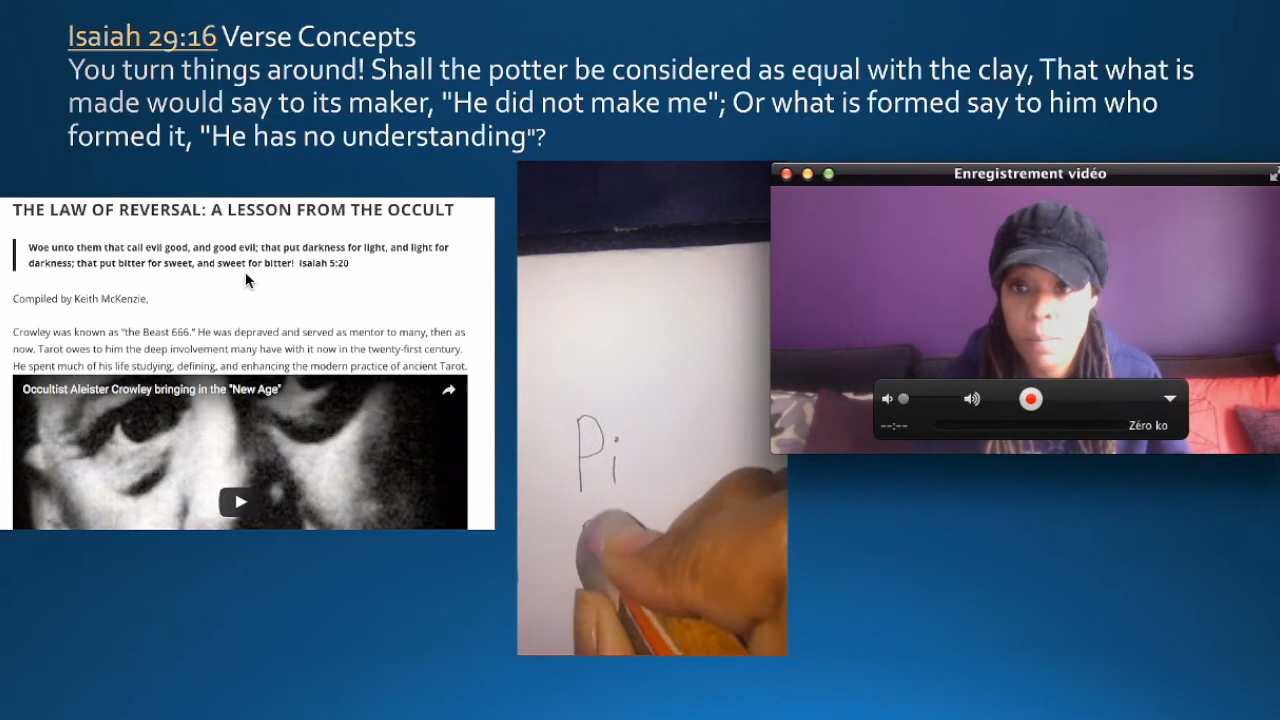 Isaiah 29:16 Verse Concepts
You turn things around! Shall the potter be considered as equal with the clay, That what is
made would say to its maker, "He did not make me"; Or what is formed say to him who
formed it, "He has no understanding"?
THE LAW OF REVERSAL: A LESSON FROM THE OCCULT
Woe unto them that call evil good, and good evil; that put darkness for light, and light for
darkness; that put bitter for sweet, and sweet for bitter! Isaiah 5:20
Compiled by Keith McKenzie,
Crowley was known as "the Beast 666." He was depraved and served as mentor to many, then as
now. Tarot owes to him the deep involvement many have with it now in the twenty-first century.
He spent much of his life studying, defining, and enhancing the modern practice of ancient Tarot.
Occultist Aleister Crowley bringing in the "New Age"
Pi
Enregistrement vidéo
--:--
Zéro ko